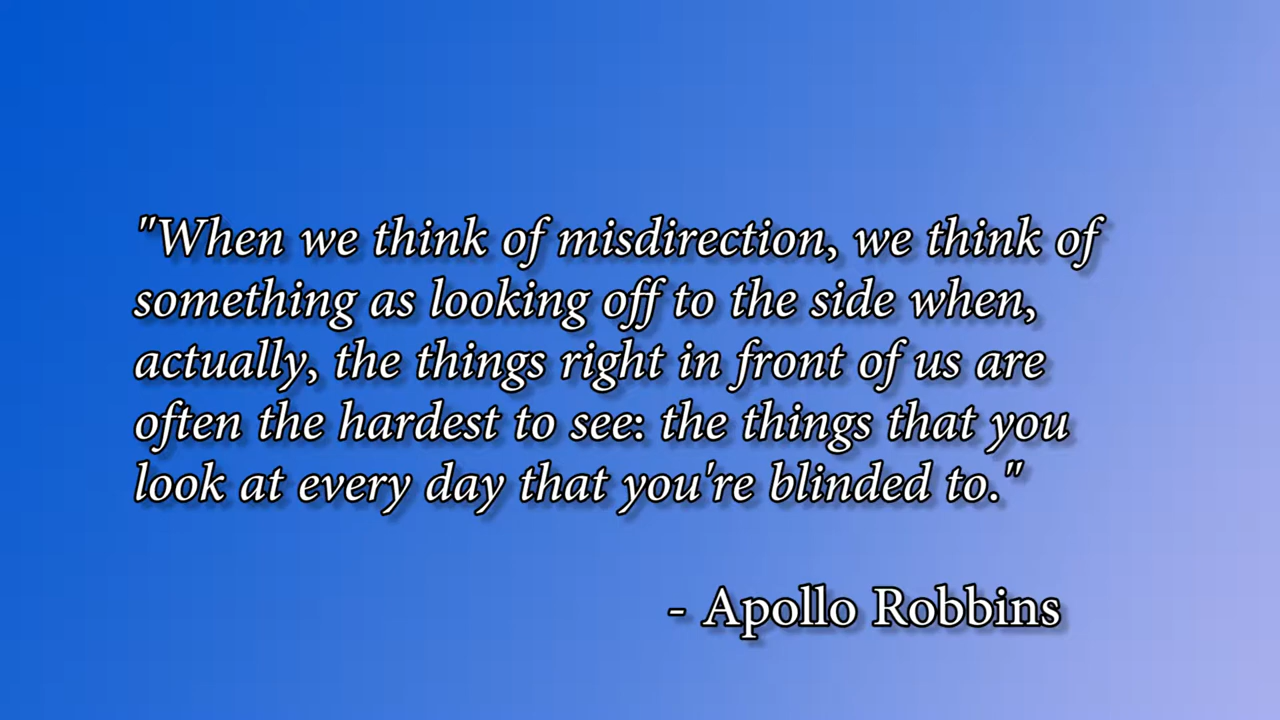 "When we think of misdirection, we think of
something as looking off to the side when,
actually, the things right in front of us are
often the hardest to see: the things that you
look at every day that you're blinded to."
- Apollo Robbins